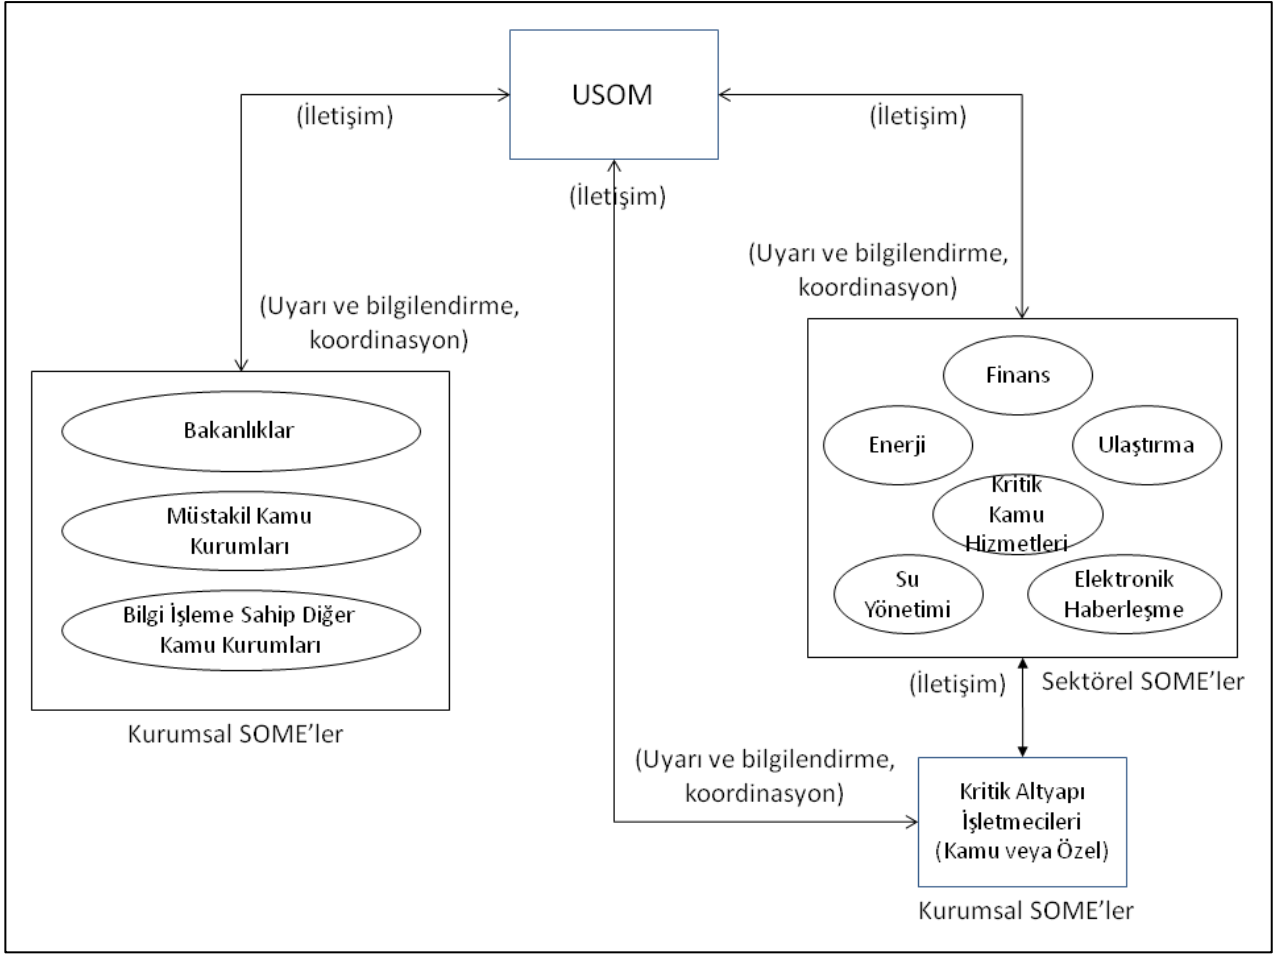 USOM
(İletişim)
(İletişim)
(İletişim)
(Uyarı ve bilgilendirme,
koordinasyon)
(Uyarı ve bilgilendirme,
koordinasyon)
Bakanlıklar
Müstakil Kamu
Kurumları
Bilgi İşleme Sahip Diğer
Kamu Kurumları
Kurumsal SOME’ler
Finans
Enerji
Ulaştırma
Kritik
Kamu
Hizmetleri
Su
Yönetimi
Elektronik
Haberleşme
(İletişim)
Sektörel SOME’ler
(Uyarı ve bilgilendirme,
koordinasyon)
Kritik Altyapı
İşletmecileri
(Kamu veya Özel)
Kurumsal SOME’ler